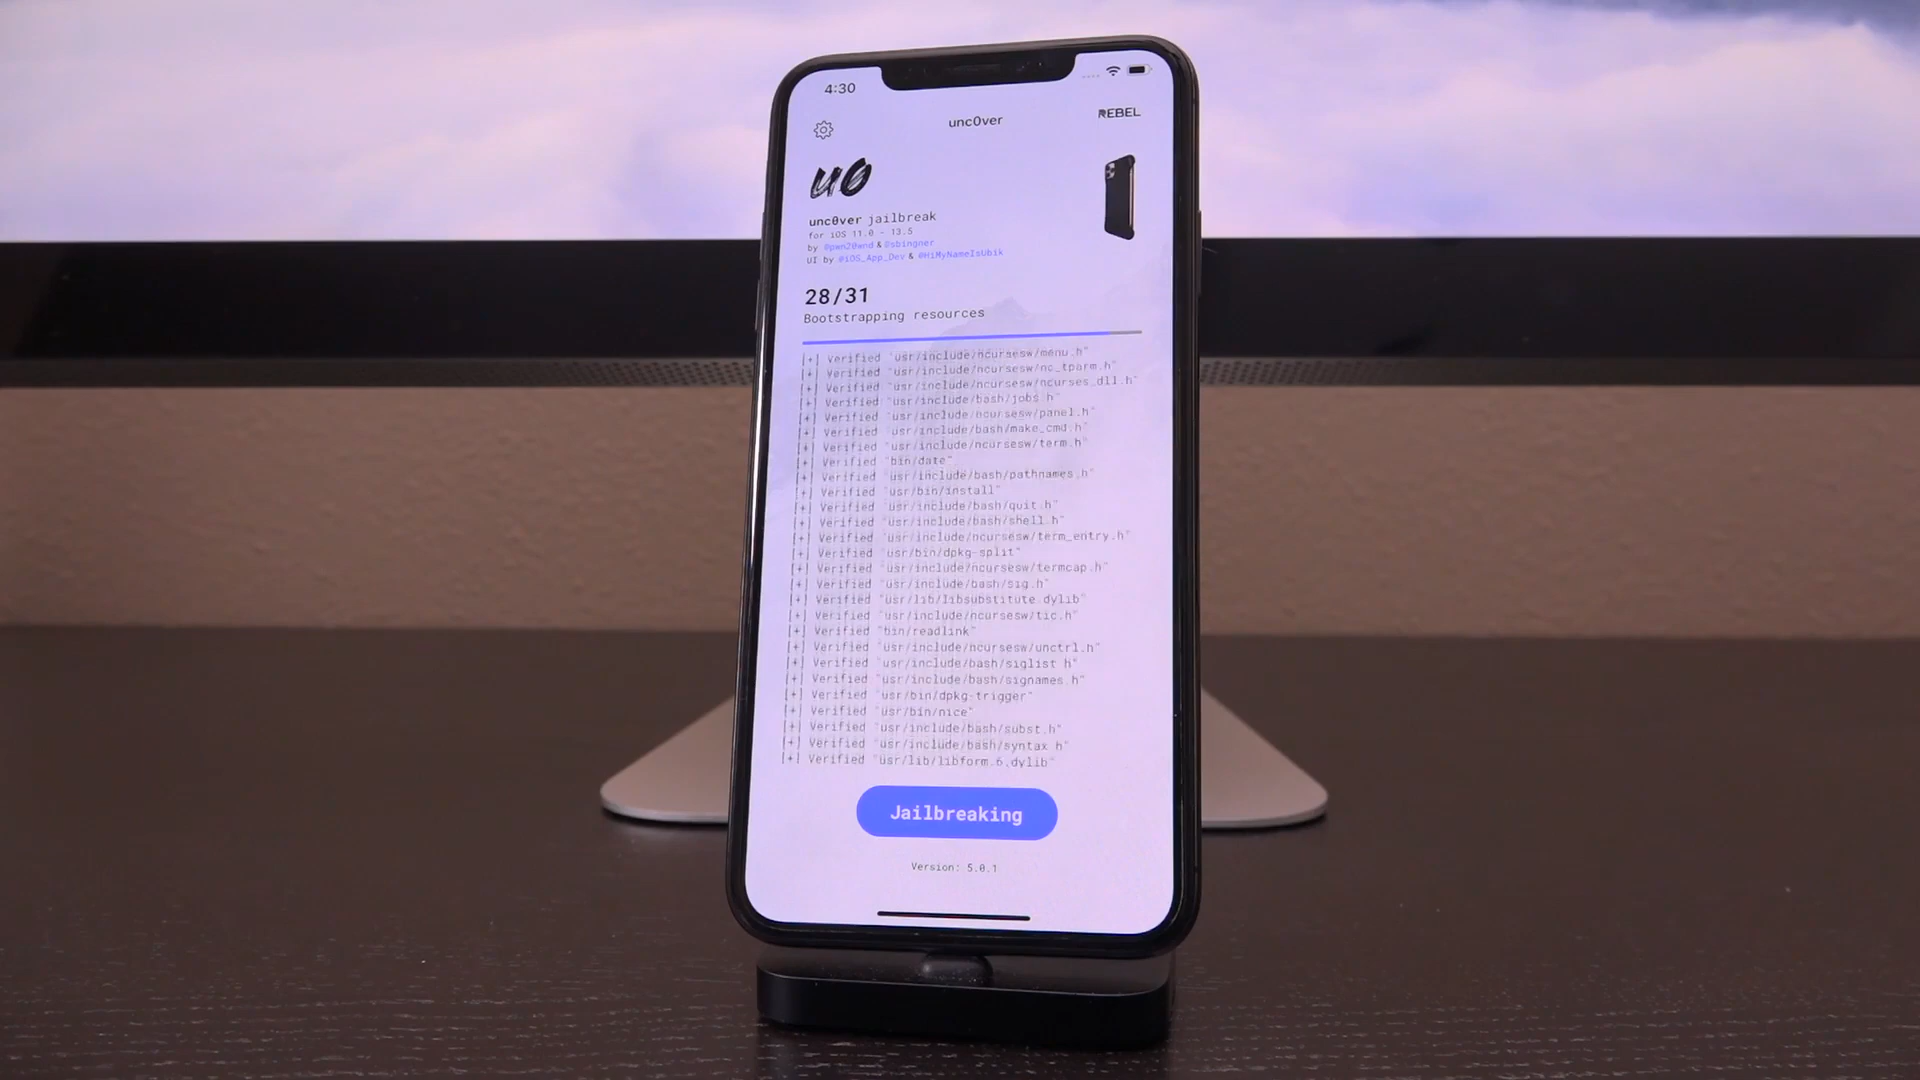 4:30
unc0ver
REBEL
u0
unc0ver jailbreak
for iOS 11.0 - 13.5
by @pwn20wnd & @sbingner
UI by @iOS_App_Dev & @HiMyNameIsUbik
28/31
Bootstrapping resources
[+] Verified "usr/include/ncursesw/menu.h"
[+] Verified "usr/include/ncursesw/nc_tparm.h"
[+] Verified "usr/include/ncursesw/ncurses_dll.h"
[+] Verified "usr/include/bash/jobs.h"
[+] Verified "usr/include/ncursesw/panel.h"
[+] Verified "usr/include/bash/make_cmd.h"
[+] Verified "usr/include/ncursesw/term.h"
[+] Verified "bin/date"
[+] Verified "usr/include/bash/pathnames.h"
[+] Verified "usr/bin/install"
[+] Verified "usr/include/bash/quit.h"
[+] Verified "usr/include/bash/shell.h"
[+] Verified "usr/include/ncursesw/term_entry.h"
[+] Verified "usr/bin/dpkg-split"
[+] Verified "usr/include/ncursesw/termcap.h"
[+] Verified "usr/include/bash/sig.h"
[+] Verified "usr/lib/libsubstitute.dylib"
[+] Verified "usr/include/ncursesw/tic.h"
[+] Verified "bin/readlink"
[+] Verified "usr/include/ncursesw/unctrl.h"
[+] Verified "usr/include/bash/siglist.h"
[+] Verified "usr/include/bash/signames.h"
[+] Verified "usr/bin/dpkg-trigger"
[+] Verified "usr/bin/nice"
[+] Verified "usr/include/bash/subst.h"
[+] Verified "usr/include/bash/syntax.h"
[+] Verified "usr/lib/libform.6.dylib"
Jailbreaking
Version: 5.0.1